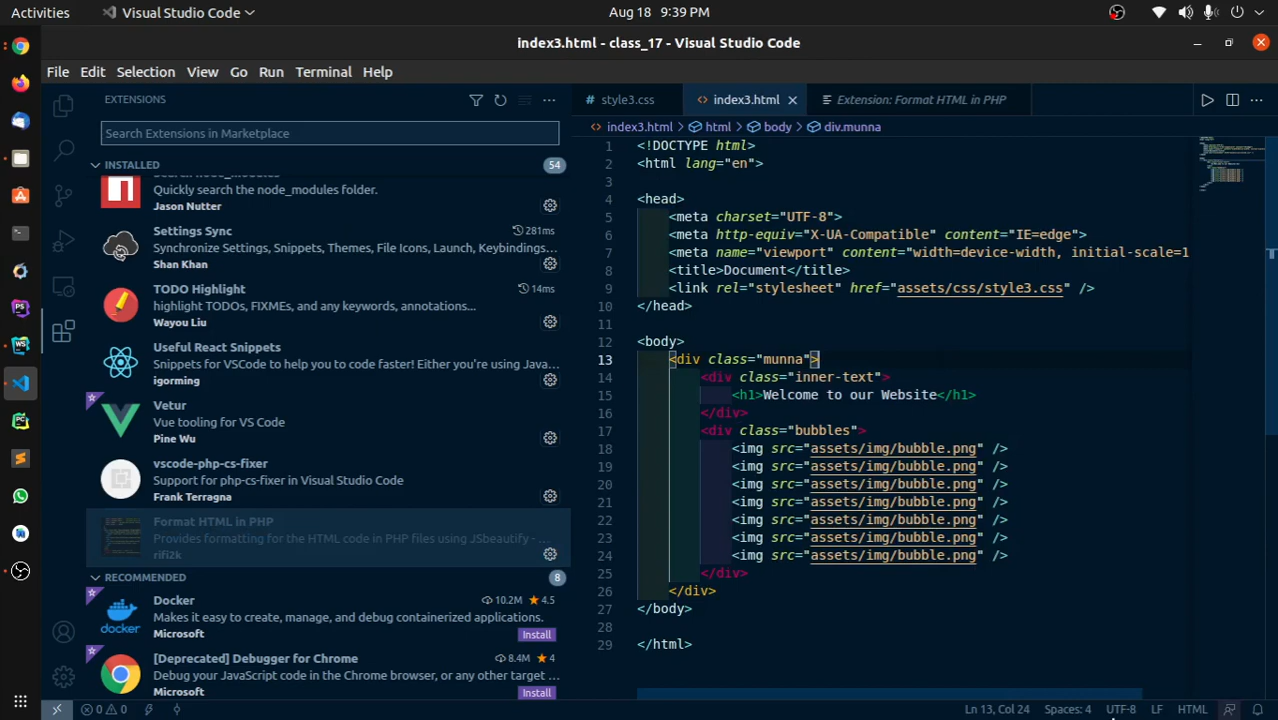 Activities
Visual Studio Code
Aug 18 9:39 PM
index3.html - class_17 - Visual Studio Code
File Edit Selection View Go Run Terminal Help
EXTENSIONS
Search Extensions in Marketplace
INSTALLED 54
Search node_modules
Quickly search the node_modules folder.
Jason Nutter
Settings Sync 281ms
Synchronize Settings, Snippets, Themes, File Icons, Launch, Keybindings...
Shan Khan
TODO Highlight 14ms
highlight TODOs, FIXMEs, and any keywords, annotations...
Wayou Liu
Useful React Snippets
Snippets for VSCode to help you to code faster! Either you're using Java...
igorming
Vetur
Vue tooling for VS Code
Pine Wu
vscode-php-cs-fixer
Support for php-cs-fixer in Visual Studio Code
Frank Terragna
Format HTML in PHP
Provides formatting for the HTML code in PHP files using JSbeautify - ...
rifi2k
RECOMMENDED 8
Docker 10.2M 4.5
Makes it easy to create, manage, and debug containerized applications.
Microsoft Install
[Deprecated] Debugger for Chrome 8.4M 4
Debug your JavaScript code in the Chrome browser, or any other target ...
Microsoft Install
style3.css index3.html Extension: Format HTML in PHP
index3.html > html > body > div.munna
1 <!DOCTYPE html>
2 <html lang="en">
3
4 <head>
5 <meta charset="UTF-8">
6 <meta http-equiv="X-UA-Compatible" content="IE=edge">
7 <meta name="viewport" content="width=device-width, initial-scale=1
8 <title>Document</title>
9 <link rel="stylesheet" href="assets/css/style3.css" />
10 </head>
11
12 <body>
13 <div class="munna">
14 <div class="inner-text">
15 <h1>Welcome to our Website</h1>
16 </div>
17 <div class="bubbles">
18 <img src="assets/img/bubble.png" />
19 <img src="assets/img/bubble.png" />
20 <img src="assets/img/bubble.png" />
21 <img src="assets/img/bubble.png" />
22 <img src="assets/img/bubble.png" />
23 <img src="assets/img/bubble.png" />
24 <img src="assets/img/bubble.png" />
25 </div>
26 </div>
27 </body>
28
29 </html>
0 0 Ln 13, Col 24 Spaces: 4 UTF-8 LF HTML